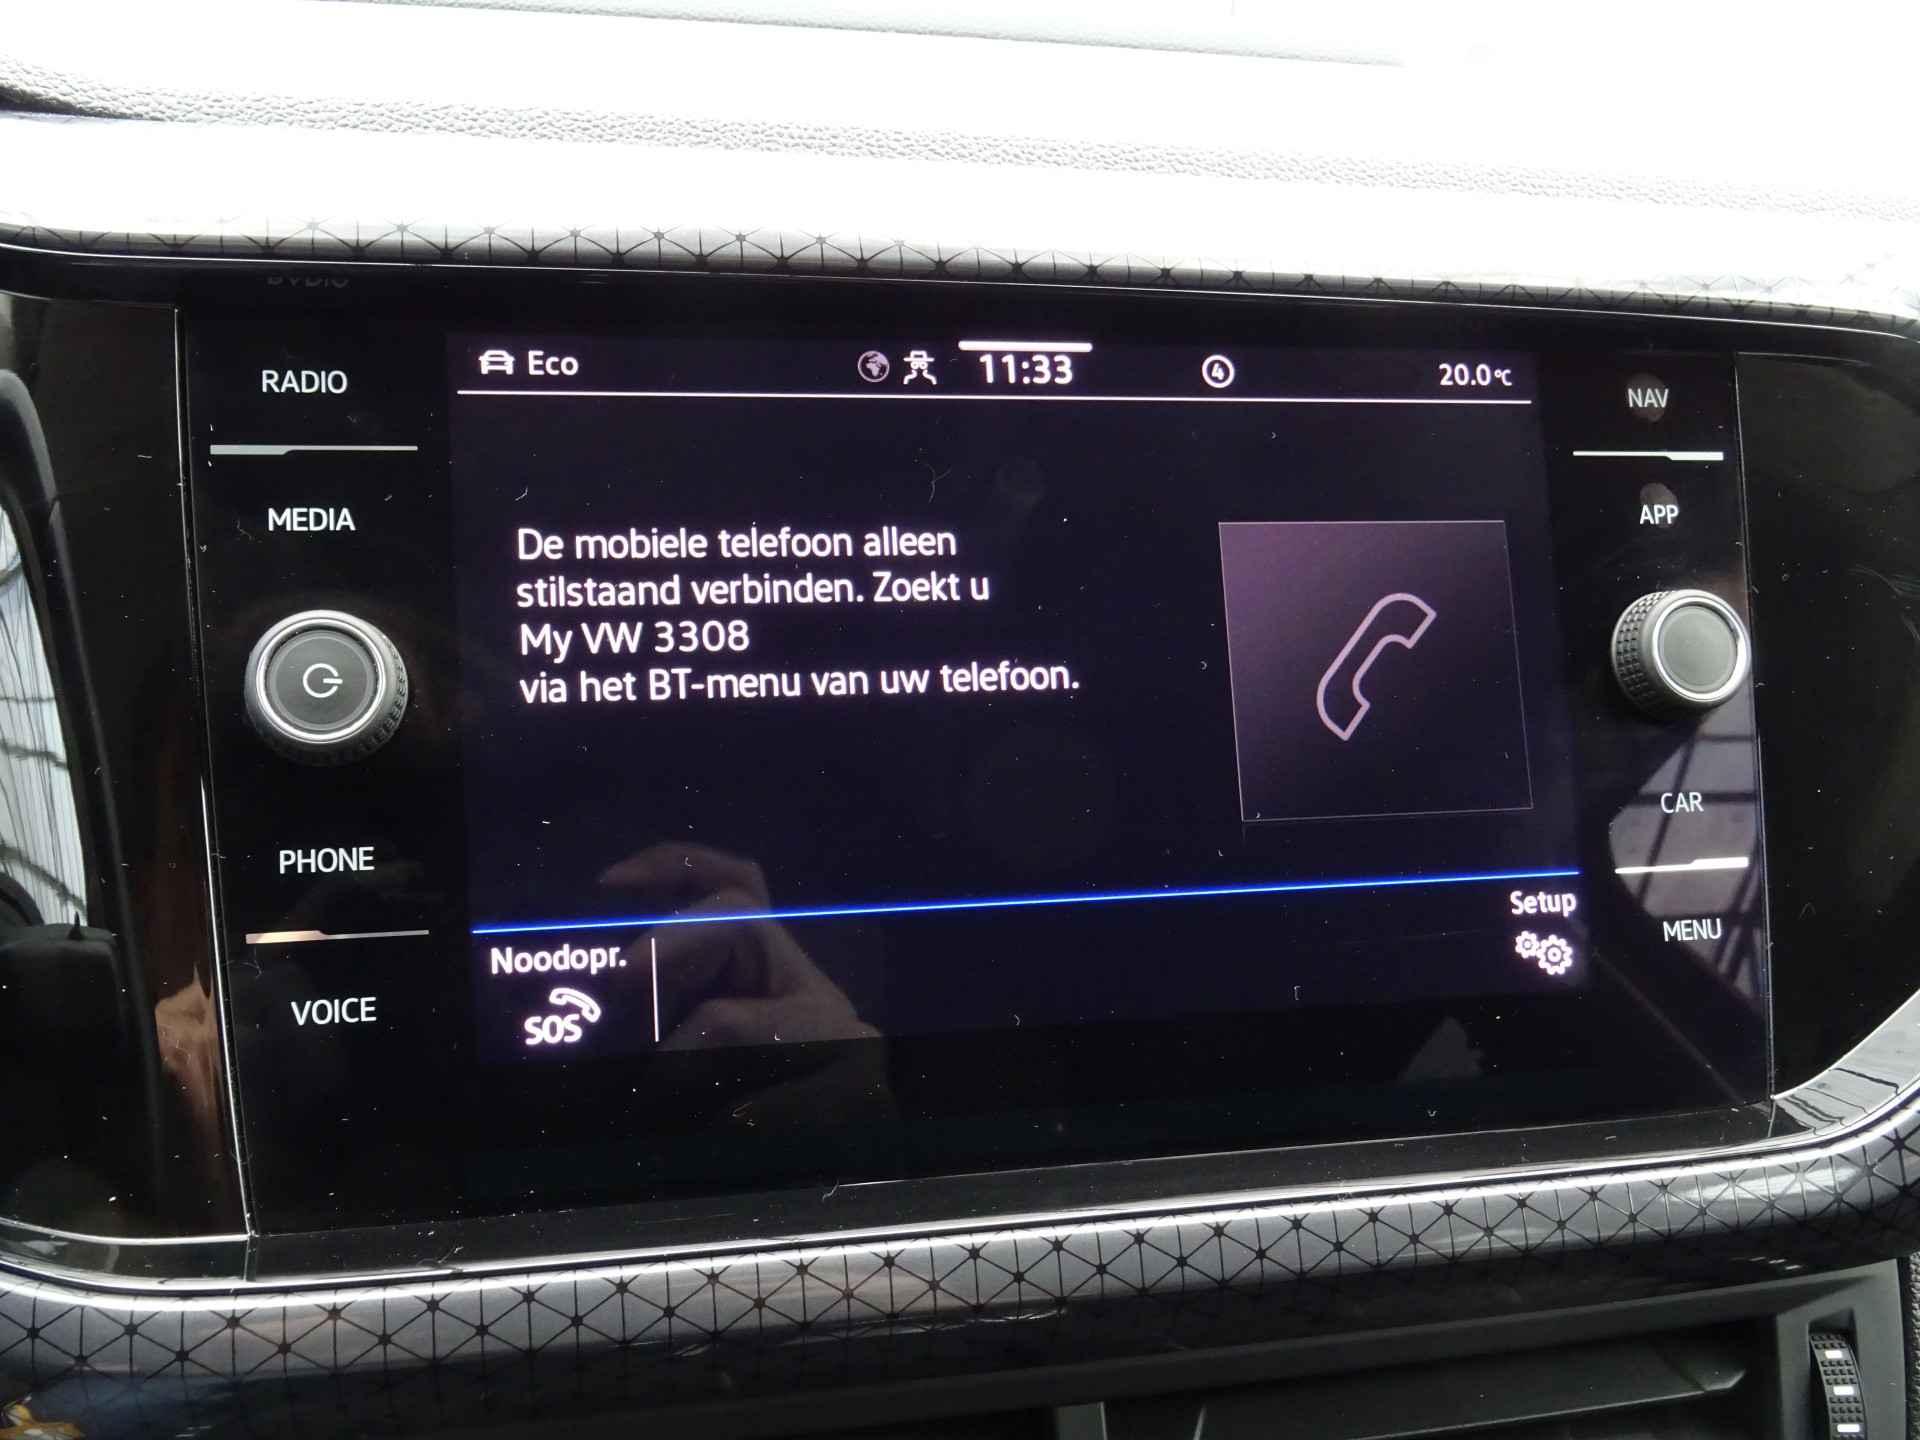 RADIO
MEDIA
PHONE
VOICE
Eco
11:33
4
20.0°C
De mobiele telefoon alleen
stilstaand verbinden. Zoekt u
My VW 3308
via het BT-menu van uw telefoon.
Noodopr.
SOS
Setup
NAV
APP
CAR
MENU